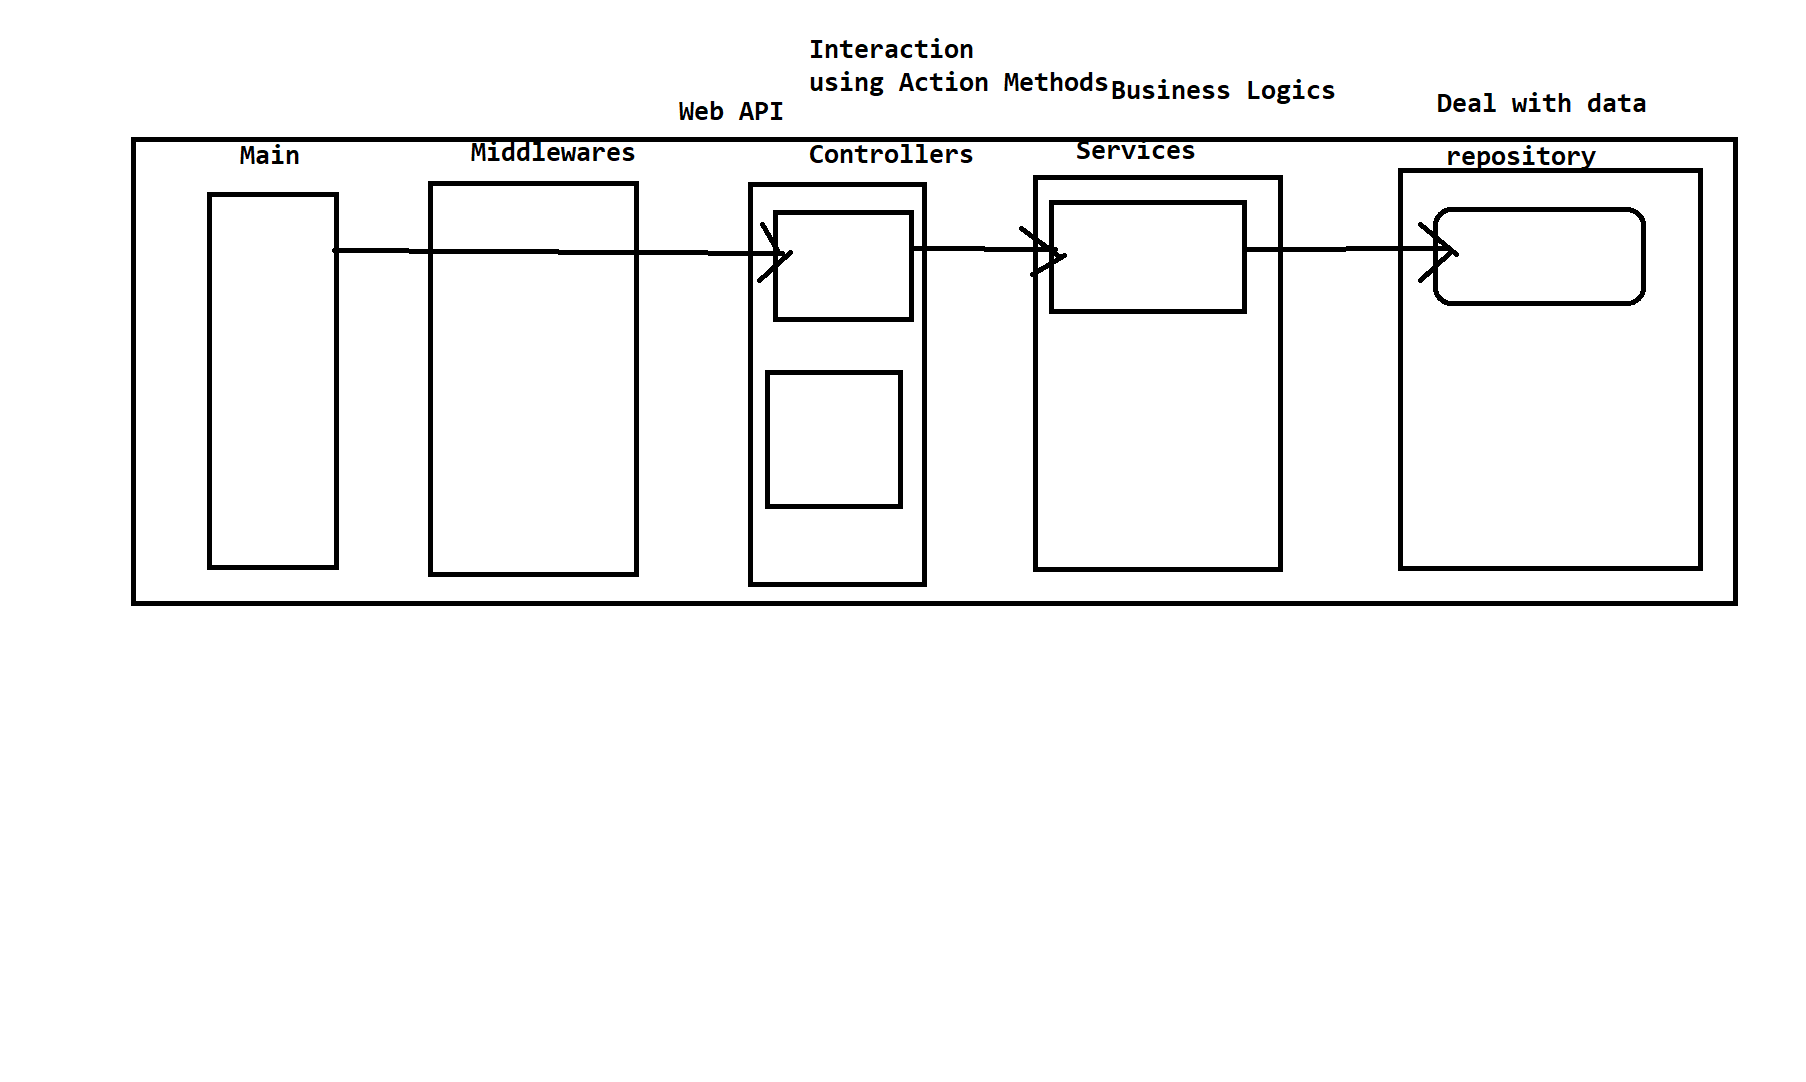 Interaction
using Action Methods
Business Logics
Deal with data
Web API
Main
Middlewares
Controllers
Services
repository